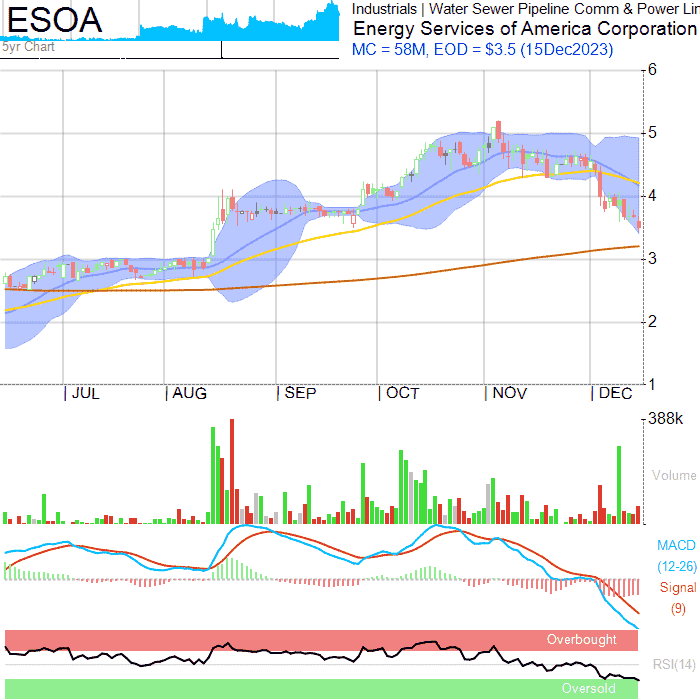 ESOA
5yr Chart
Industrials | Water Sewer Pipeline Comm & Power Lin
Energy Services of America Corporation
MC = 58M, EOD = $3.5 (15Dec2023)
6
5
4
3
2
1
JUL AUG SEP OCT NOV DEC
388k
Volume
MACD
(12-26)
Signal
(9)
Overbought
RSI(14)
Oversold